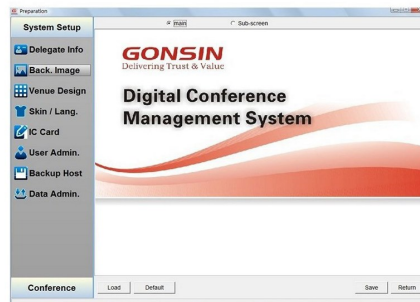 Preparation
System Setup
main
Sub-screen
Delegate Info
Back. Image
Venue Design
Skin / Lang.
IC Card
User Admin.
Backup Host
Data Admin.
Conference
GONSIN
Delivering Trust & Value
Digital Conference
Management System
Load
Default
Save
Return